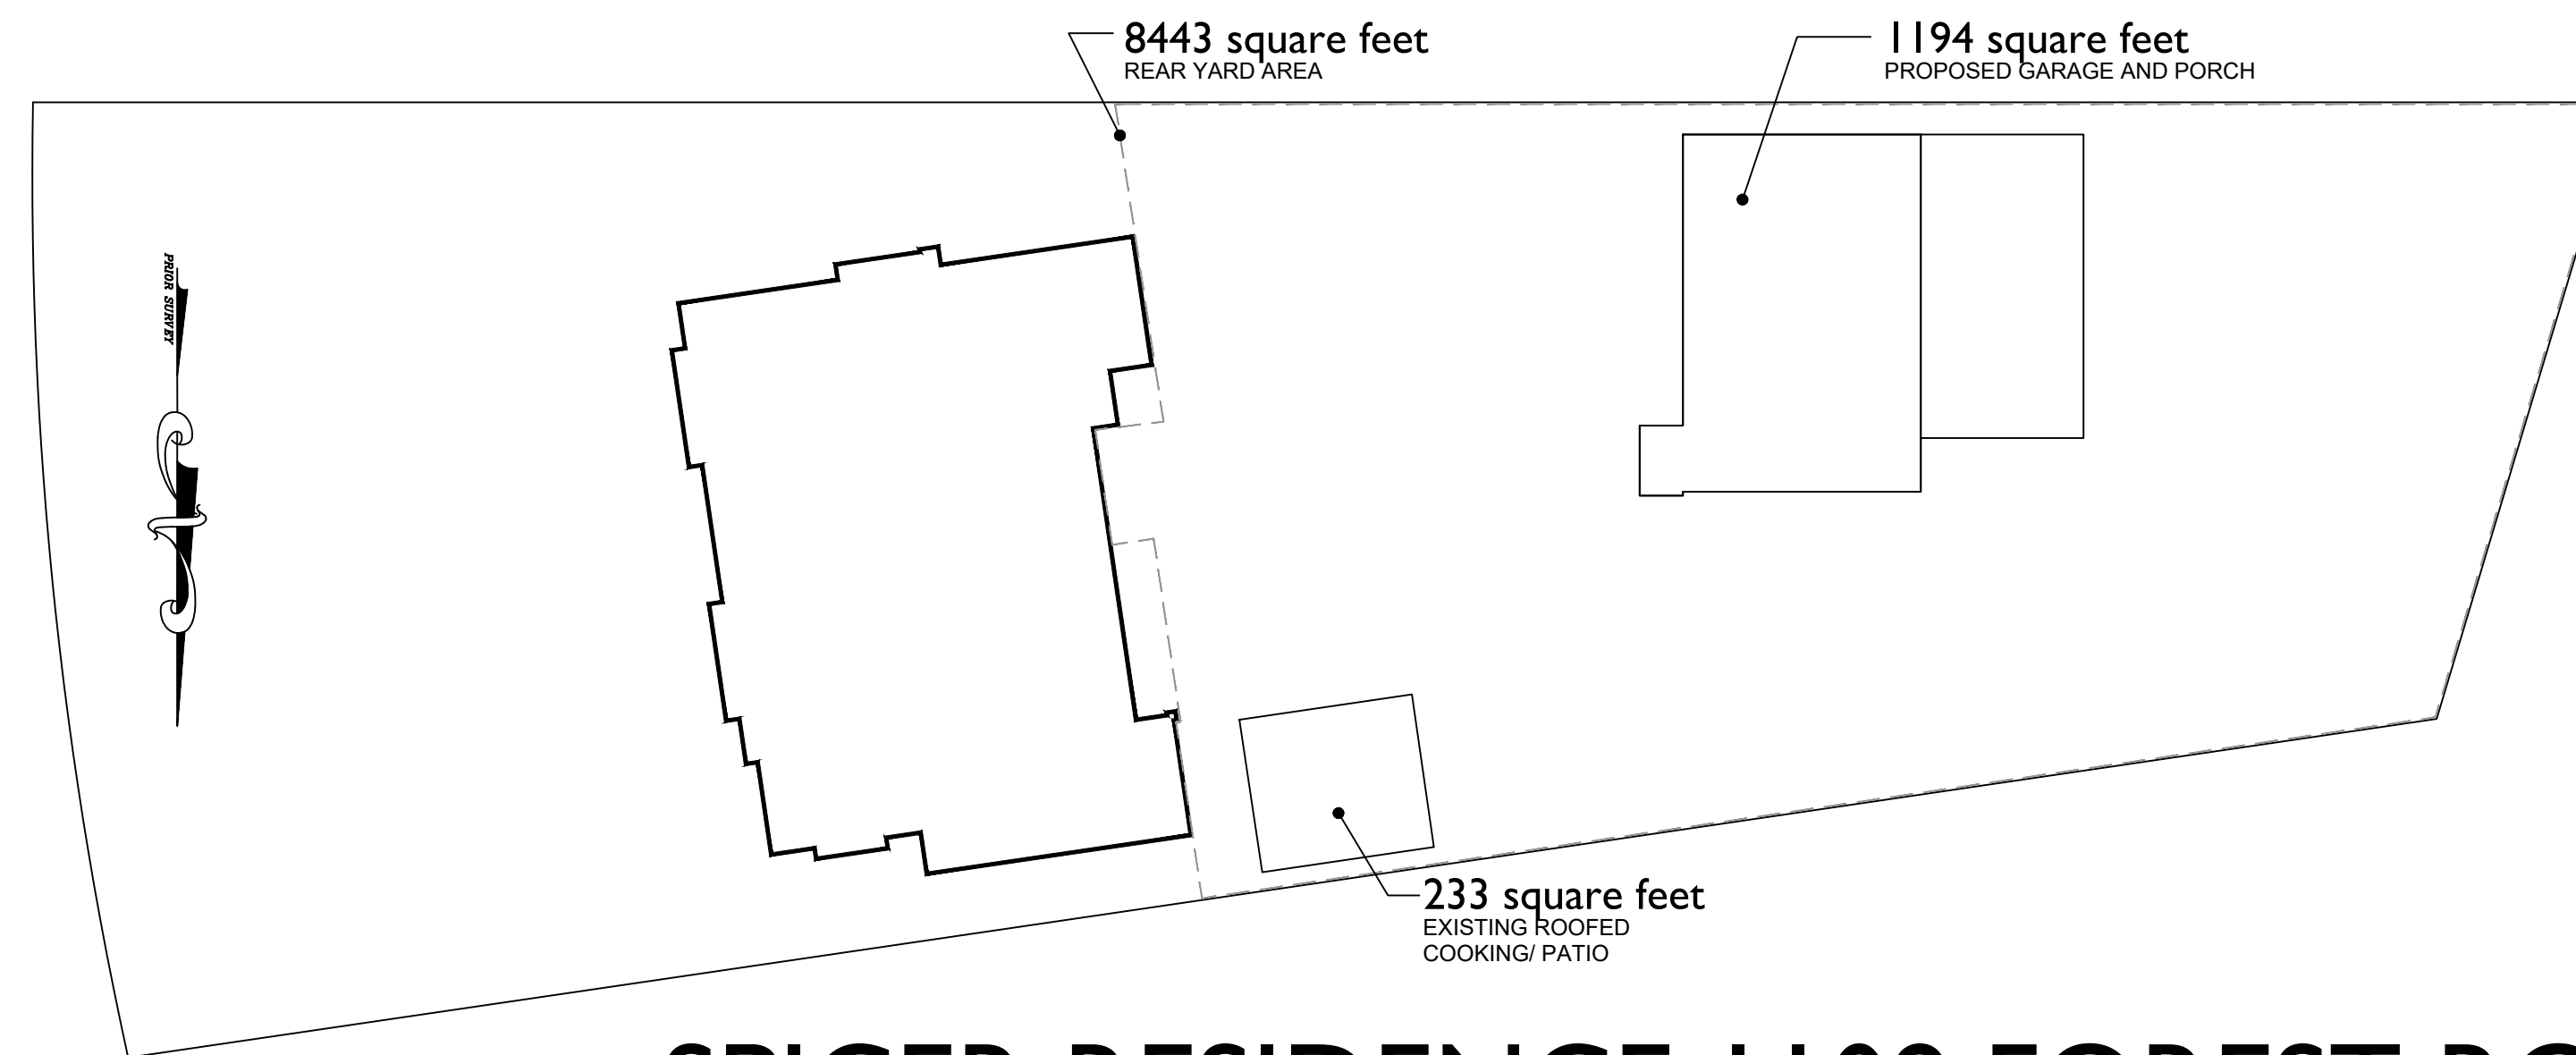 8443 square feet
REAR YARD AREA
1194 square feet
PROPOSED GARAGE AND PORCH
PRIOR SURVEY
233 square feet
EXISTING ROOFED
COOKING/ PATIO